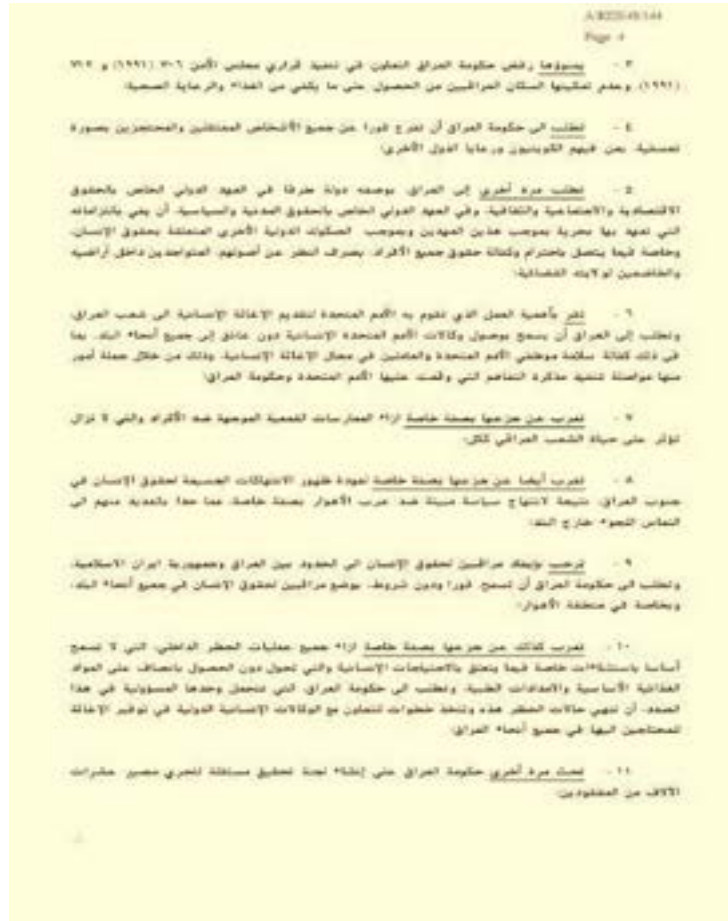 A/RES/48/144
Page 4
٣ - يسوؤها رفض حكومة العراق التعاون في تنفيذ قراري مجلس الأمن ٧٠٦ (١٩٩١) و ٧١٢
(١٩٩١)، وعدم تمكينها السكان العراقيين من الحصول على ما يكفي من الغذاء والرعاية الصحية؛
٤ - تطلب الى حكومة العراق أن تفرج فورا عن جميع الأشخاص المعتقلين والمحتجزين بصورة
تعسفية، بمن فيهم الكويتيون ورعايا الدول الأخرى؛
٥ - تطلب مرة أخرى إلى العراق، بوصفه دولة طرفا في العهد الدولي الخاص بالحقوق
الاقتصادية والاجتماعية والثقافية، وفي العهد الدولي الخاص بالحقوق المدنية والسياسية، أن يفي بالتزاماته
التي تعهد بها بحرية بموجب هذين العهدين وبموجب الصكوك الدولية الأخرى المتعلقة بحقوق الإنسان،
وخاصة فيما يتصل باحترام وكفالة حقوق جميع الأفراد، بصرف النظر عن أصولهم، المتواجدين داخل أراضيه
والخاضعين لولايته القضائية؛
٦ - تقر بأهمية العمل الذي تقوم به الأمم المتحدة لتقديم الإغاثة الإنسانية الى شعب العراق،
وتطلب إلى العراق أن يسمح بوصول وكالات الأمم المتحدة الإنسانية دون عائق إلى جميع أنحاء البلد، بما
في ذلك كفالة سلامة موظفي الأمم المتحدة والعاملين في مجال الإغاثة الإنسانية، وذلك من خلال جملة أمور
منها مواصلة تنفيذ مذكرة التفاهم التي وقعت عليها الأمم المتحدة وحكومة العراق؛
٧ - تعرب عن جزعها بصفة خاصة ازاء الممارسات القمعية الموجهة ضد الأكراد والتي لا تزال
تؤثر على حياة الشعب العراقي ككل؛
٨ - تعرب أيضا عن جزعها بصفة خاصة لعودة ظهور الانتهاكات الجسيمة لحقوق الإنسان في
جنوب العراق، نتيجة لانتهاج سياسة مبيتة ضد عرب الأهوار بصفة خاصة، مما حدا بالعديد منهم الى
التماس اللجوء خارج البلد؛
٩ - ترحب بإيفاد مراقبين لحقوق الإنسان الى الحدود بين العراق وجمهورية ايران الاسلامية،
وتطلب الى حكومة العراق أن تسمح، فورا ودون شروط، بوضع مراقبين لحقوق الإنسان في جميع أنحاء البلد،
وبخاصة في منطقة الأهوار؛
١٠ - تعرب كذلك عن جزعها بصفة خاصة ازاء جميع عمليات الحظر الداخلي، التي لا تسمح
أساسا باستثناءات خاصة فيما يتعلق بالاحتياجات الإنسانية والتي تحول دون الحصول بانصاف على المواد
الغذائية الأساسية والامدادات الطبية، وتطلب الى حكومة العراق، التي تتحمل وحدها المسؤولية في هذا
الصدد، أن تنهي حالات الحظر هذه وتتخذ خطوات للتعاون مع الوكالات الإنسانية الدولية في توفير الإغاثة
للمحتاجين اليها في جميع أنحاء العراق؛
١١ - تحث مرة أخرى حكومة العراق على إنشاء لجنة تحقيق مستقلة لتحري مصير عشرات
الآلاف من المفقودين؛